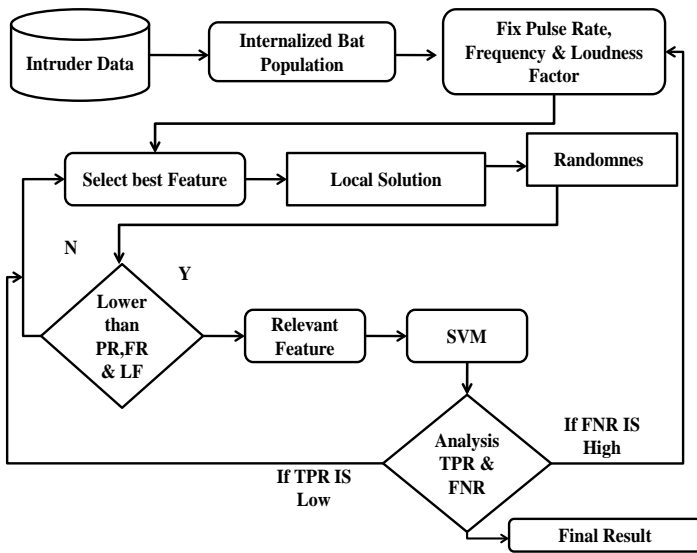 Intruder Data
Internalized Bat
Population
Fix Pulse Rate,
Frequency & Loudness
Factor
Select best Feature
Local Solution
Randomnes
N
Y
Lower
than
PR,FR
& LF
Relevant
Feature
SVM
Analysis
TPR &
FNR
If FNR IS
High
If TPR IS
Low
Final Result